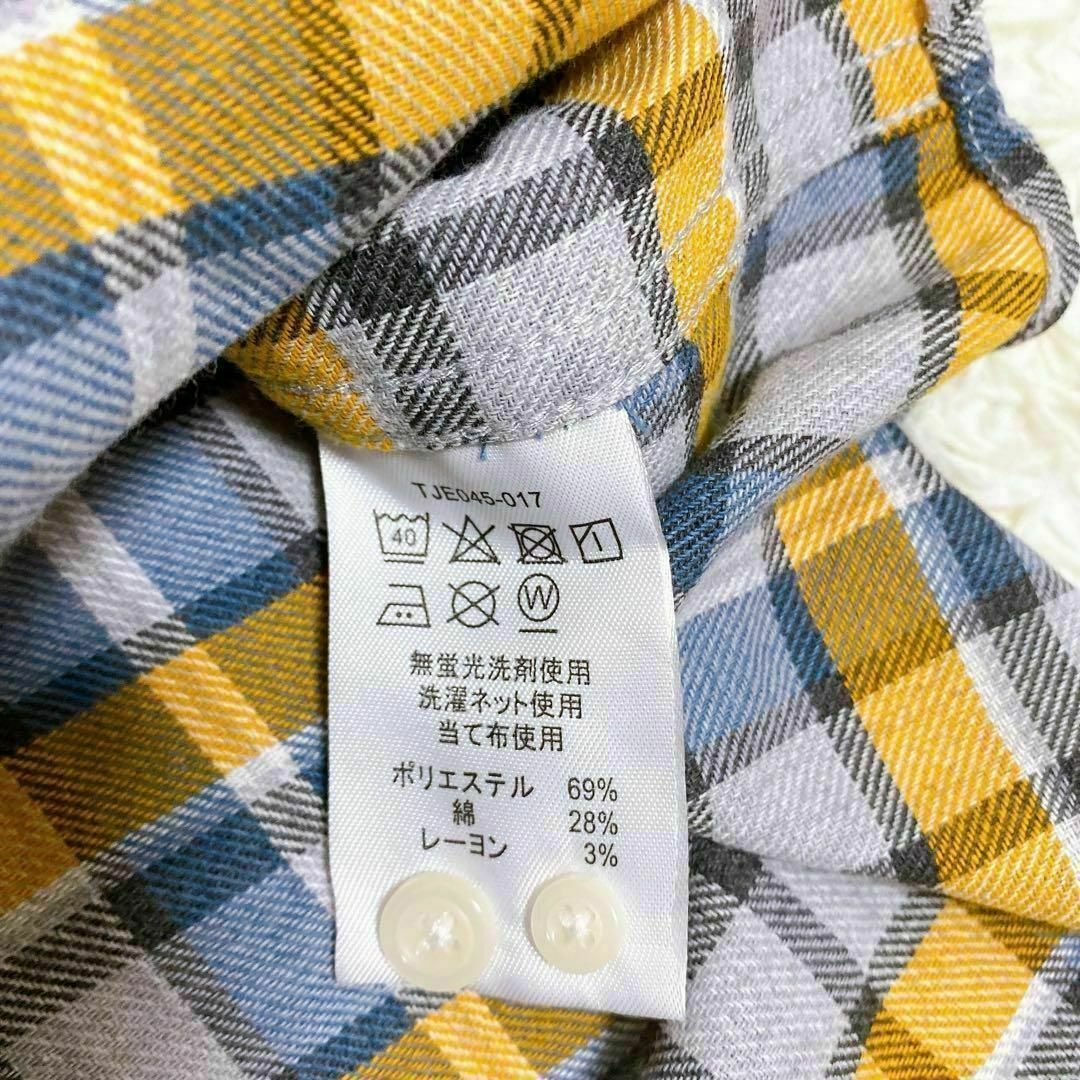 TJE045-017
40
W
無蛍光洗剤使用
洗濯ネット使用
当て布使用
ポリエステル 69%
綿 28%
レーヨン 3%